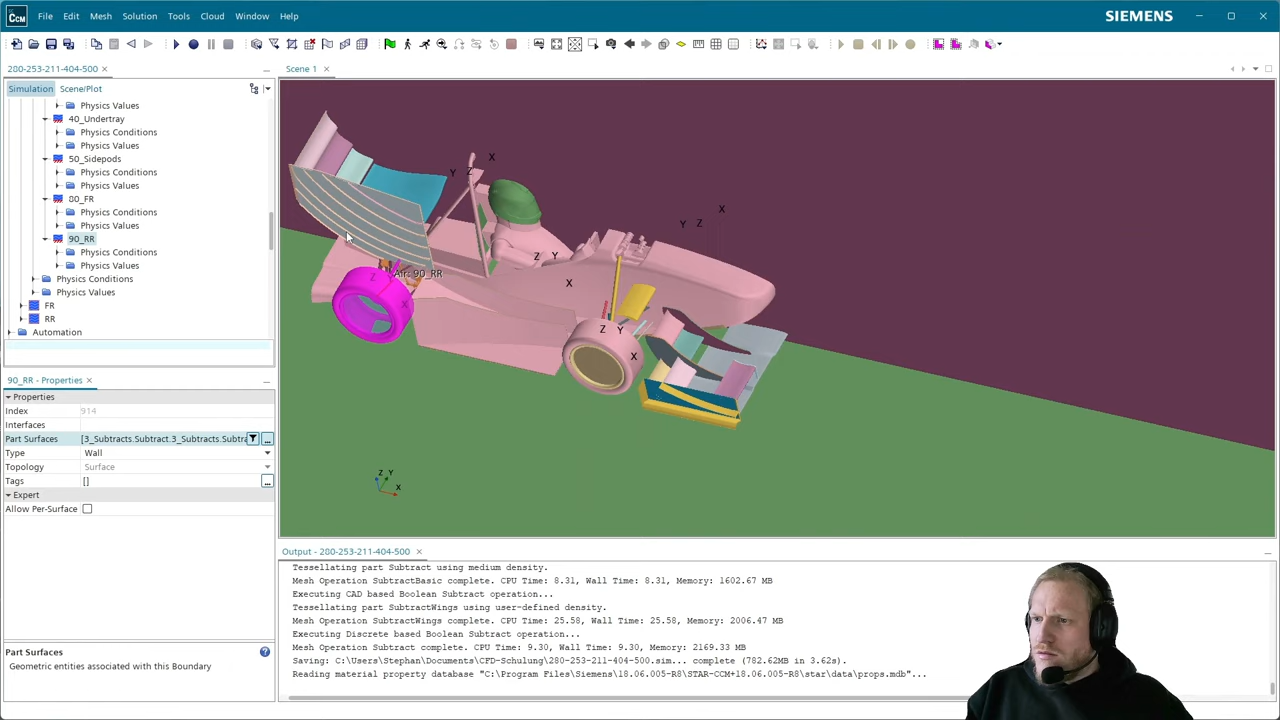 CCM
File Edit Mesh Solution Tools Cloud Window Help
SIEMENS
280-253-211-404-500
Scene 1
Simulation Scene/Plot
Physics Values
40_Undertray
Physics Conditions
Physics Values
50_Sidepods
Physics Conditions
Physics Values
80_FR
Physics Conditions
Physics Values
90_RR
Physics Conditions
Physics Values
Physics Conditions
Physics Values
FR
RR
Automation
90_RR - Properties
Properties
Index 914
Interfaces
Part Surfaces [3_Subtracts.Subtract.3_Subtracts.Subtra
Type Wall
Topology Surface
Tags []
Expert
Allow Per-Surface
Part Surfaces
Geometric entities associated with this Boundary
X
Y
Z
X
Y
Z
Z
Y
X
Air: 90_RR
Z
X
Z
Y
X
Z
Y
X
Output - 280-253-211-404-500
Tessellating part Subtract using medium density.
Mesh Operation SubtractBasic complete. CPU Time: 8.31, Wall Time: 8.31, Memory: 1602.67 MB
Executing CAD based Boolean Subtract operation...
Tessellating part SubtractWings using user-defined density.
Mesh Operation SubtractWings complete. CPU Time: 25.58, Wall Time: 25.58, Memory: 2006.47 MB
Executing Discrete based Boolean Subtract operation...
Mesh Operation Subtract complete. CPU Time: 9.30, Wall Time: 9.30, Memory: 2169.33 MB
Saving: C:\Users\Stephan\Documents\CFD-Schulung\280-253-211-404-500.sim... complete (782.62MB in 3.62s).
Reading material property database "C:\Program Files\Siemens\18.06.005-R8\STAR-CCM+18.06.005-R8\star\data\props.mdb"...